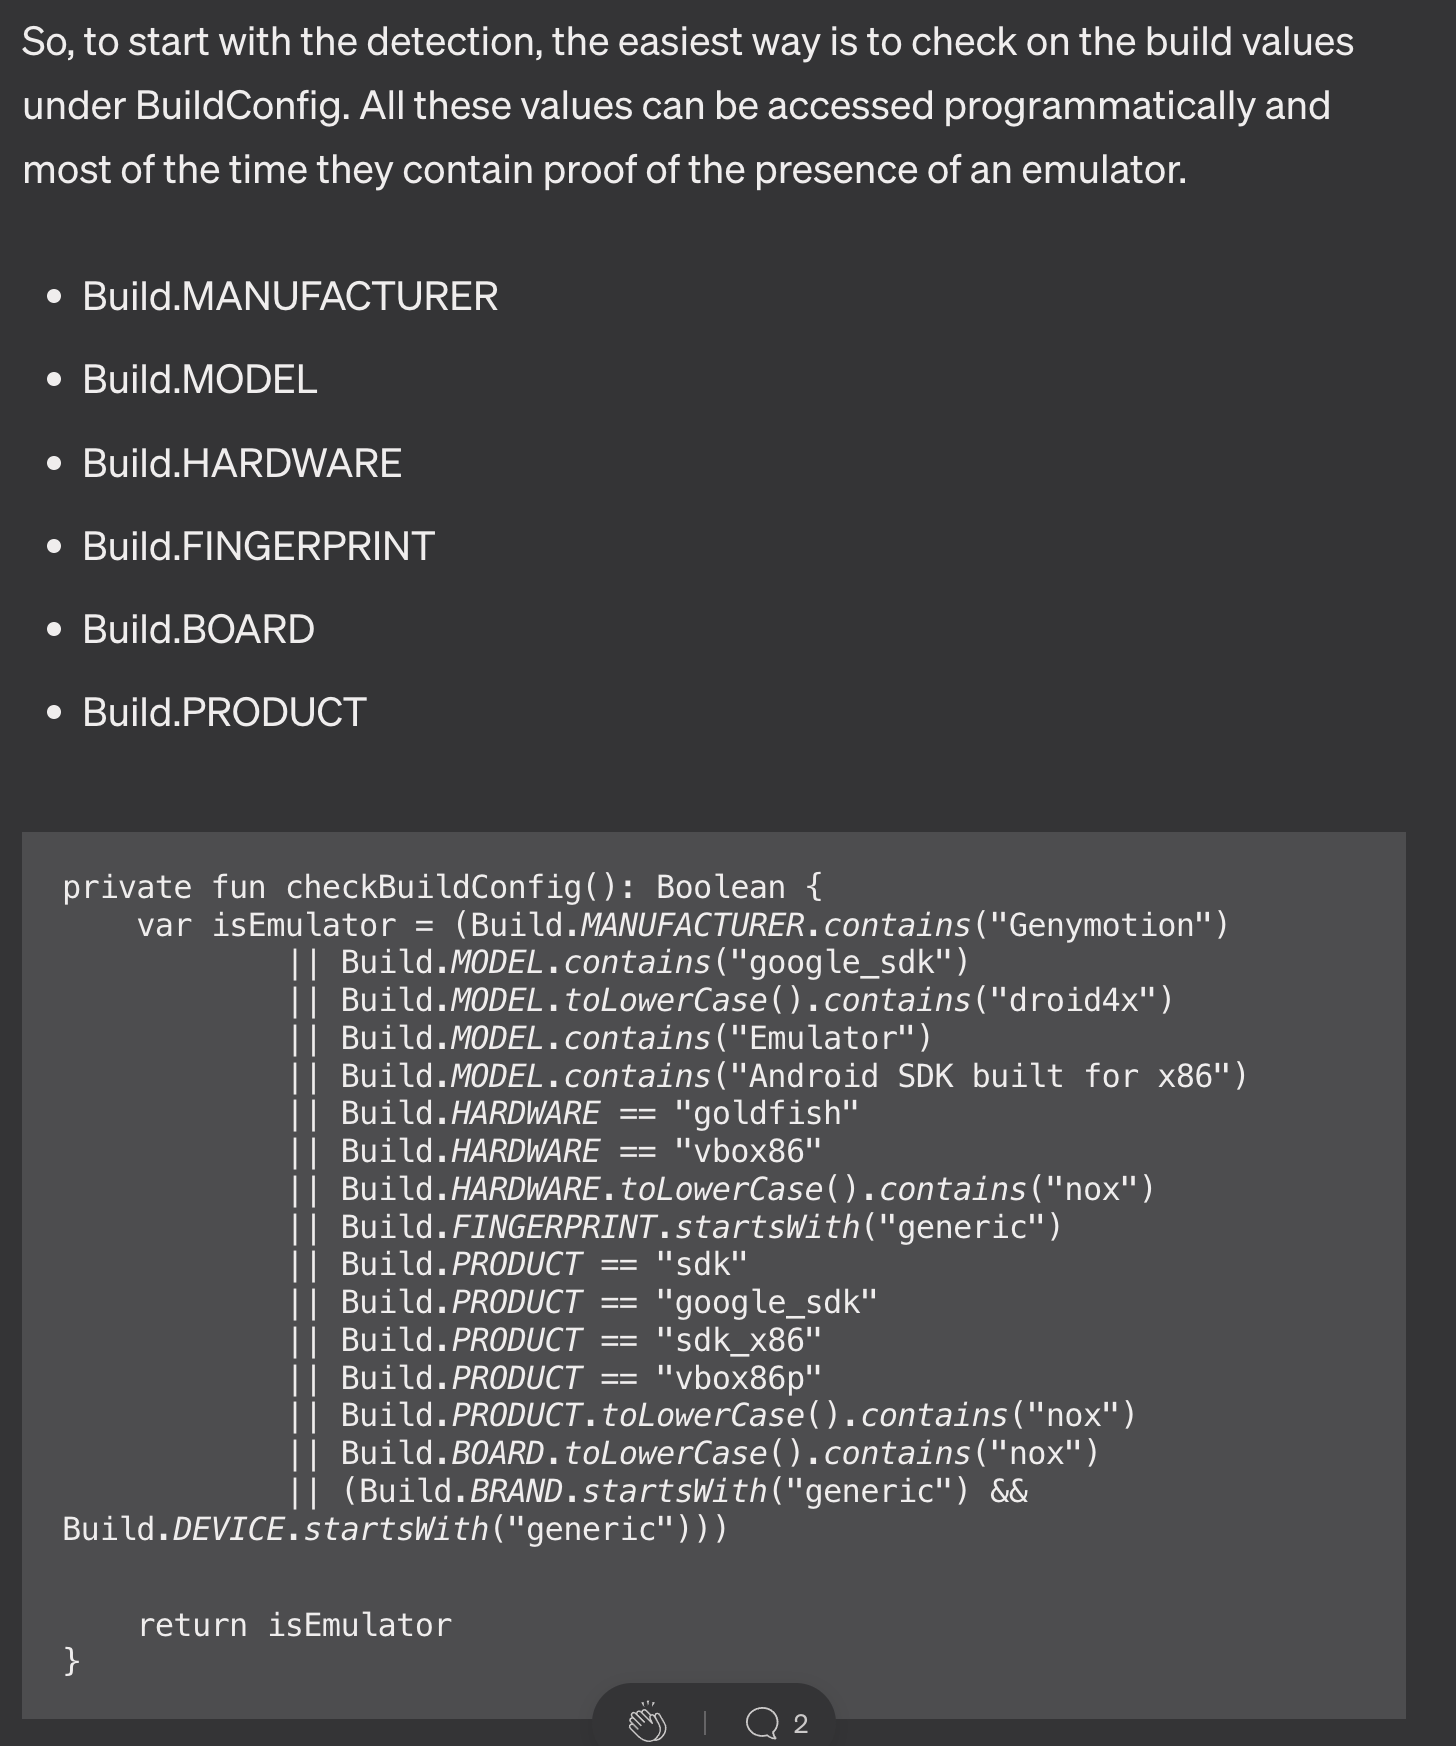 So, to start with the detection, the easiest way is to check on the build values
under BuildConfig. All these values can be accessed programmatically and
most of the time they contain proof of the presence of an emulator.
• Build.MANUFACTURER
• Build.MODEL
• Build.HARDWARE
• Build.FINGERPRINT
• Build.BOARD
• Build.PRODUCT
private fun checkBuildConfig(): Boolean {
    var isEmulator = (Build.MANUFACTURER.contains("Genymotion")
            || Build.MODEL.contains("google_sdk")
            || Build.MODEL.toLowerCase().contains("droid4x")
            || Build.MODEL.contains("Emulator")
            || Build.MODEL.contains("Android SDK built for x86")
            || Build.HARDWARE == "goldfish"
            || Build.HARDWARE == "vbox86"
            || Build.HARDWARE.toLowerCase().contains("nox")
            || Build.FINGERPRINT.startsWith("generic")
            || Build.PRODUCT == "sdk"
            || Build.PRODUCT == "google_sdk"
            || Build.PRODUCT == "sdk_x86"
            || Build.PRODUCT == "vbox86p"
            || Build.PRODUCT.toLowerCase().contains("nox")
            || Build.BOARD.toLowerCase().contains("nox")
            || (Build.BRAND.startsWith("generic") &&
Build.DEVICE.startsWith("generic")))
    return isEmulator
}
2